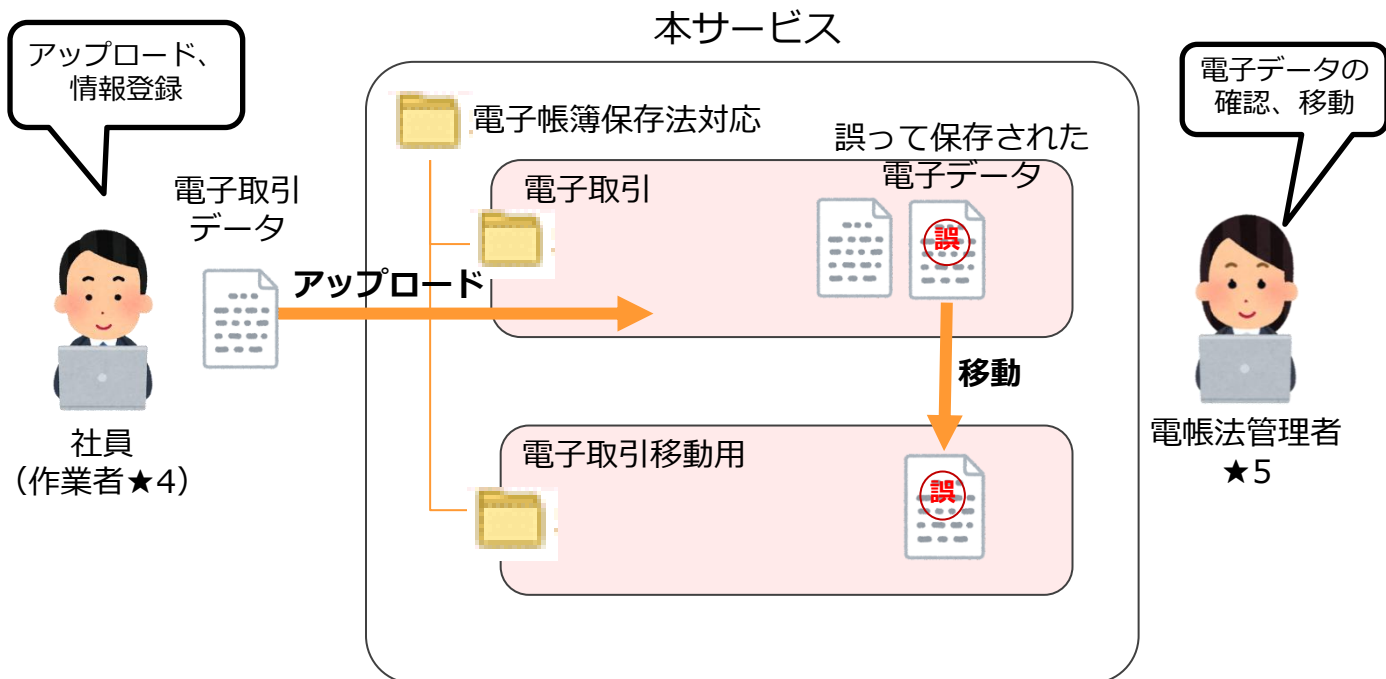 本サービス
アップロード、
情報登録
電子データの
確認、移動
電子帳簿保存法対応
誤って保存された
電子データ
電子取引
データ
電子取引
誤
アップロード
移動
社員
(作業者★4)
電子取引移動用
誤
電帳法管理者
★5